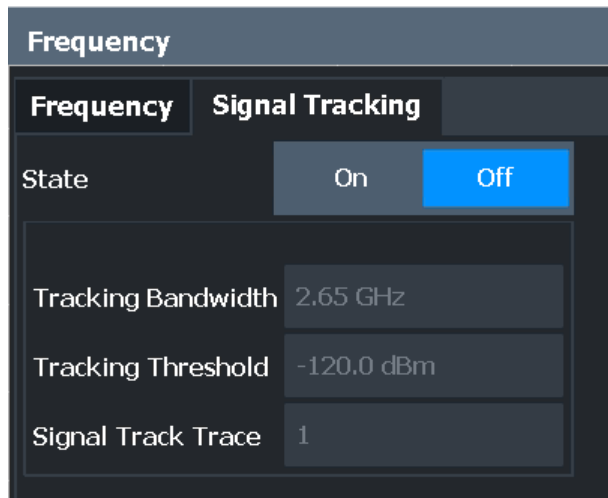 Frequency
Frequency Signal Tracking
State On Off
Tracking Bandwidth 2.65 GHz
Tracking Threshold -120.0 dBm
Signal Track Trace 1